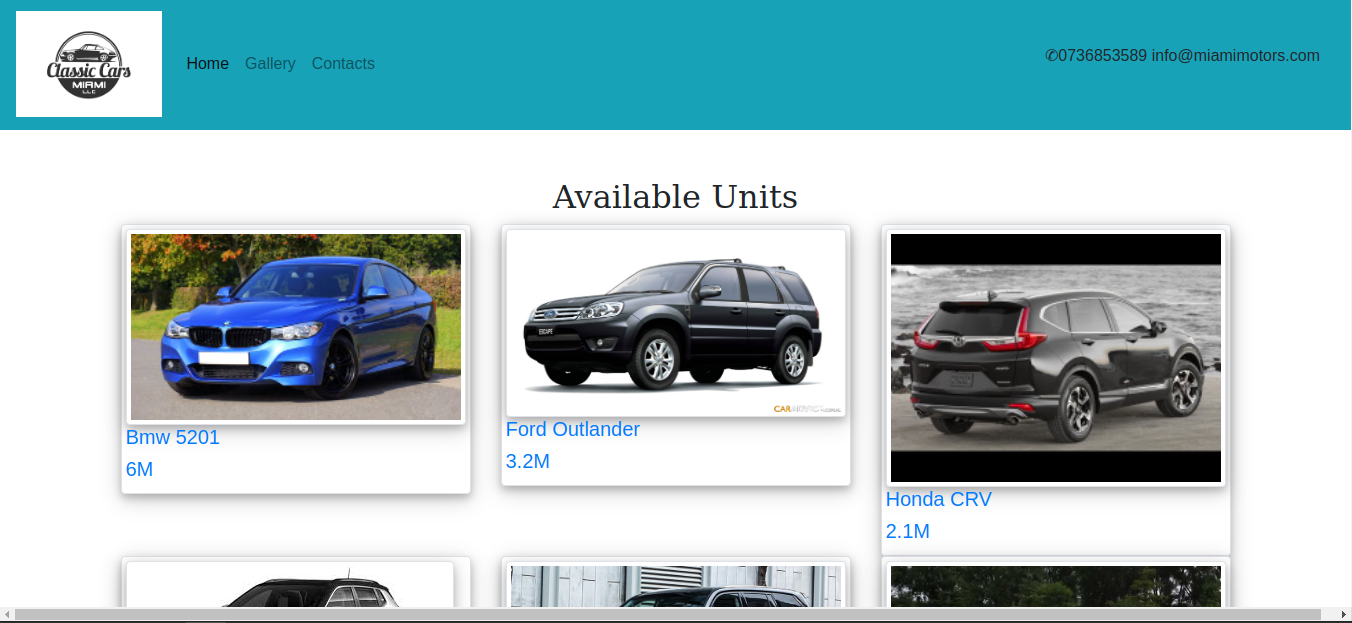 Classic Cars
MIAMI
LLC
Home Gallery Contacts
✆0736853589 info@miamimotors.com
Available Units
ESCAPE
Bmw 5201
6M
Ford Outlander
3.2M
Honda CRV
2.1M